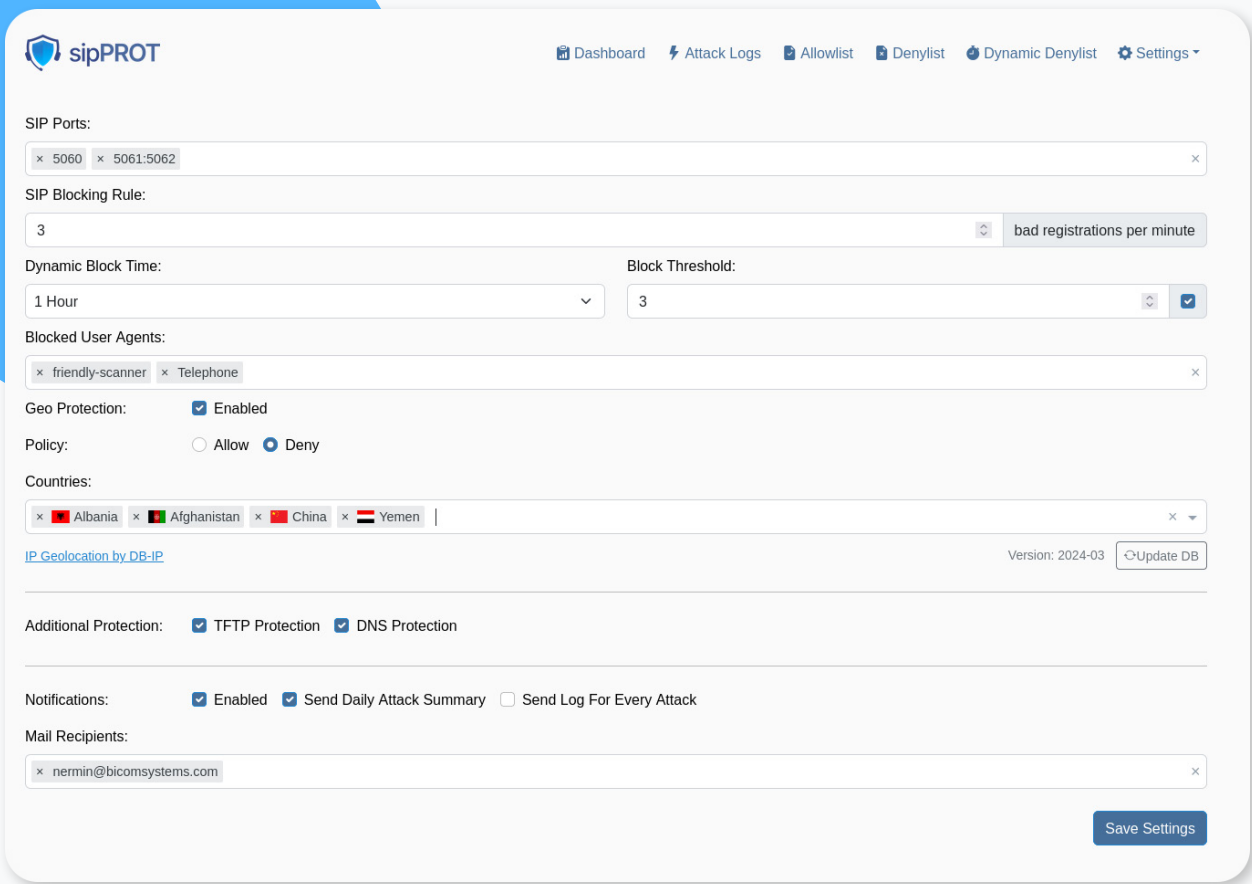 sipPROT
Dashboard Attack Logs Allowlist Denylist Dynamic Denylist Settings
SIP Ports:
× 5060 × 5061:5062 ×
SIP Blocking Rule:
3 bad registrations per minute
Dynamic Block Time: Block Threshold:
1 Hour 3
Blocked User Agents:
× friendly-scanner × Telephone ×
Geo Protection: Enabled
Policy: Allow Deny
Countries:
× Albania × Afghanistan × China × Yemen ×
IP Geolocation by DB-IP Version: 2024-03 Update DB
Additional Protection: TFTP Protection DNS Protection
Notifications: Enabled Send Daily Attack Summary Send Log For Every Attack
Mail Recipients:
× nermin@bicomsystems.com ×
Save Settings